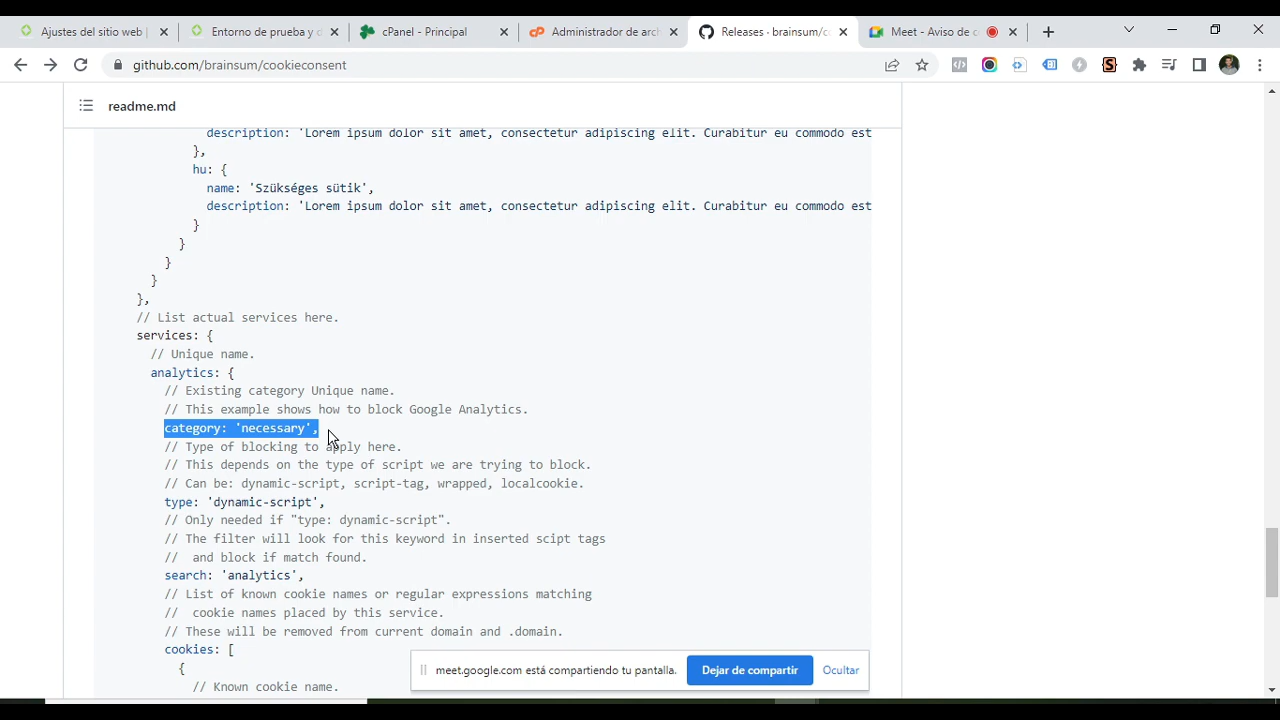 Ajustes del sitio web
Entorno de prueba y d
cPanel - Principal
Administrador de arc
Releases · brainsum/c
Meet - Aviso de c
github.com/brainsum/cookieconsent
readme.md
description: 'Lorem ipsum dolor sit amet, consectetur adipiscing elit. Curabitur eu commodo est
},
hu: {
name: 'Szükséges sütik',
description: 'Lorem ipsum dolor sit amet, consectetur adipiscing elit. Curabitur eu commodo est
}
}
}
}
},
// List actual services here.
services: {
// Unique name.
analytics: {
// Existing category Unique name.
// This example shows how to block Google Analytics.
category: 'necessary',
// Type of blocking to apply here.
// This depends on the type of script we are trying to block.
// Can be: dynamic-script, script-tag, wrapped, localcookie.
type: 'dynamic-script',
// Only needed if "type: dynamic-script".
// The filter will look for this keyword in inserted scipt tags
// and block if match found.
search: 'analytics',
// List of known cookie names or regular expressions matching
// cookie names placed by this service.
// These will be removed from current domain and .domain.
cookies: [
{
// Known cookie name.
meet.google.com está compartiendo tu pantalla.
Dejar de compartir
Ocultar